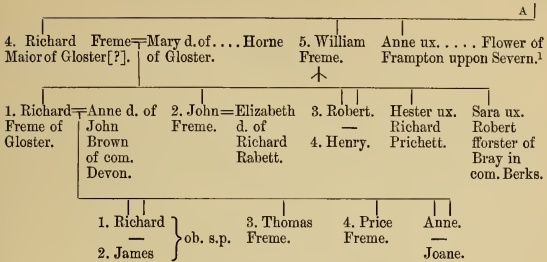 A
4. Richard Freme=Mary d. of .... Horne 5. William Anne ux. .... Flower of
Maior of Gloster[?]. of Gloster. Freme. Frampton uppon Severn.¹
1. Richard=Anne d. of 2. John=Elizabeth 3. Robert. Hester ux. Sara ux.
Freme of John Freme. d. of — Richard Robert
Gloster. Brown Richard 4. Henry. Prichett. fforster of
of com. Rabett. Bray in
Devon. com. Berks.
1. Richard 3. Thomas 4. Price Anne.
— } ob. s.p. Freme. Freme. —
2. James Joane.